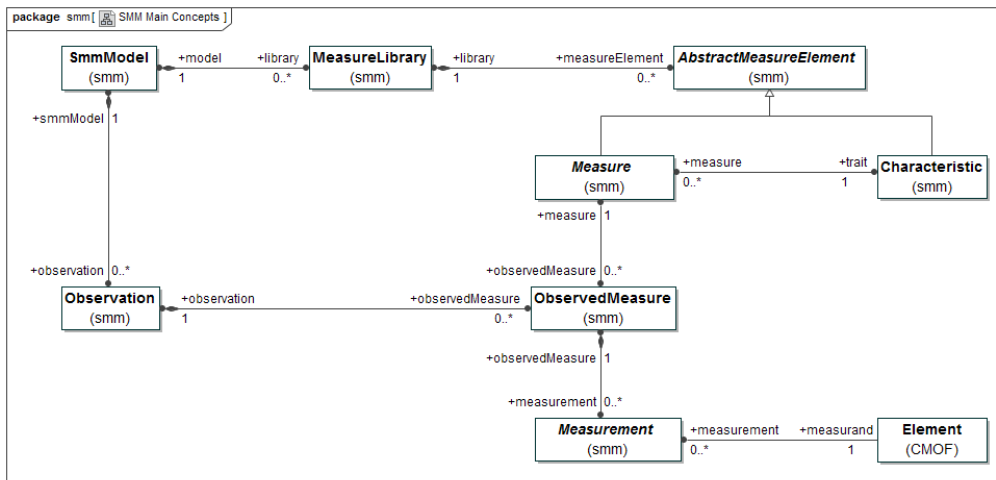 package smm[ SMM Main Concepts ]
SmmModel
(smm)
+model
1
+library
0..*
MeasureLibrary
(smm)
+library
1
+measureElement
0..*
AbstractMeasureElement
(smm)
+smmModel
1
Measure
(smm)
+measure
0..*
+trait
1
Characteristic
(smm)
+measure
1
+observation
0..*
+observedMeasure
0..*
Observation
(smm)
+observation
1
+observedMeasure
0..*
ObservedMeasure
(smm)
+observedMeasure
1
+measurement
0..*
Measurement
(smm)
+measurement
0..*
+measurand
1
Element
(CMOF)